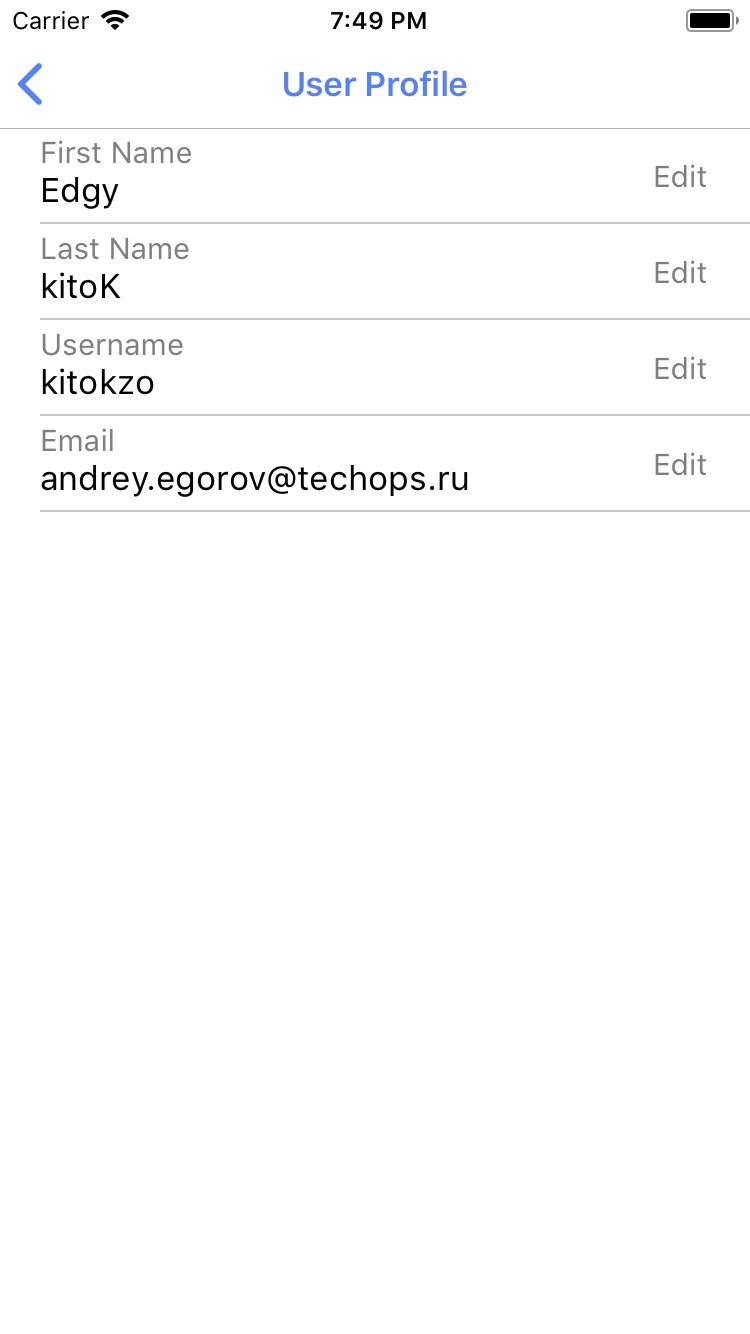 Carrier 7:49 PM
User Profile
First Name
Edgy
Edit
Last Name
kitoK
Edit
Username
kitokzo
Edit
Email
andrey.egorov@techops.ru
Edit